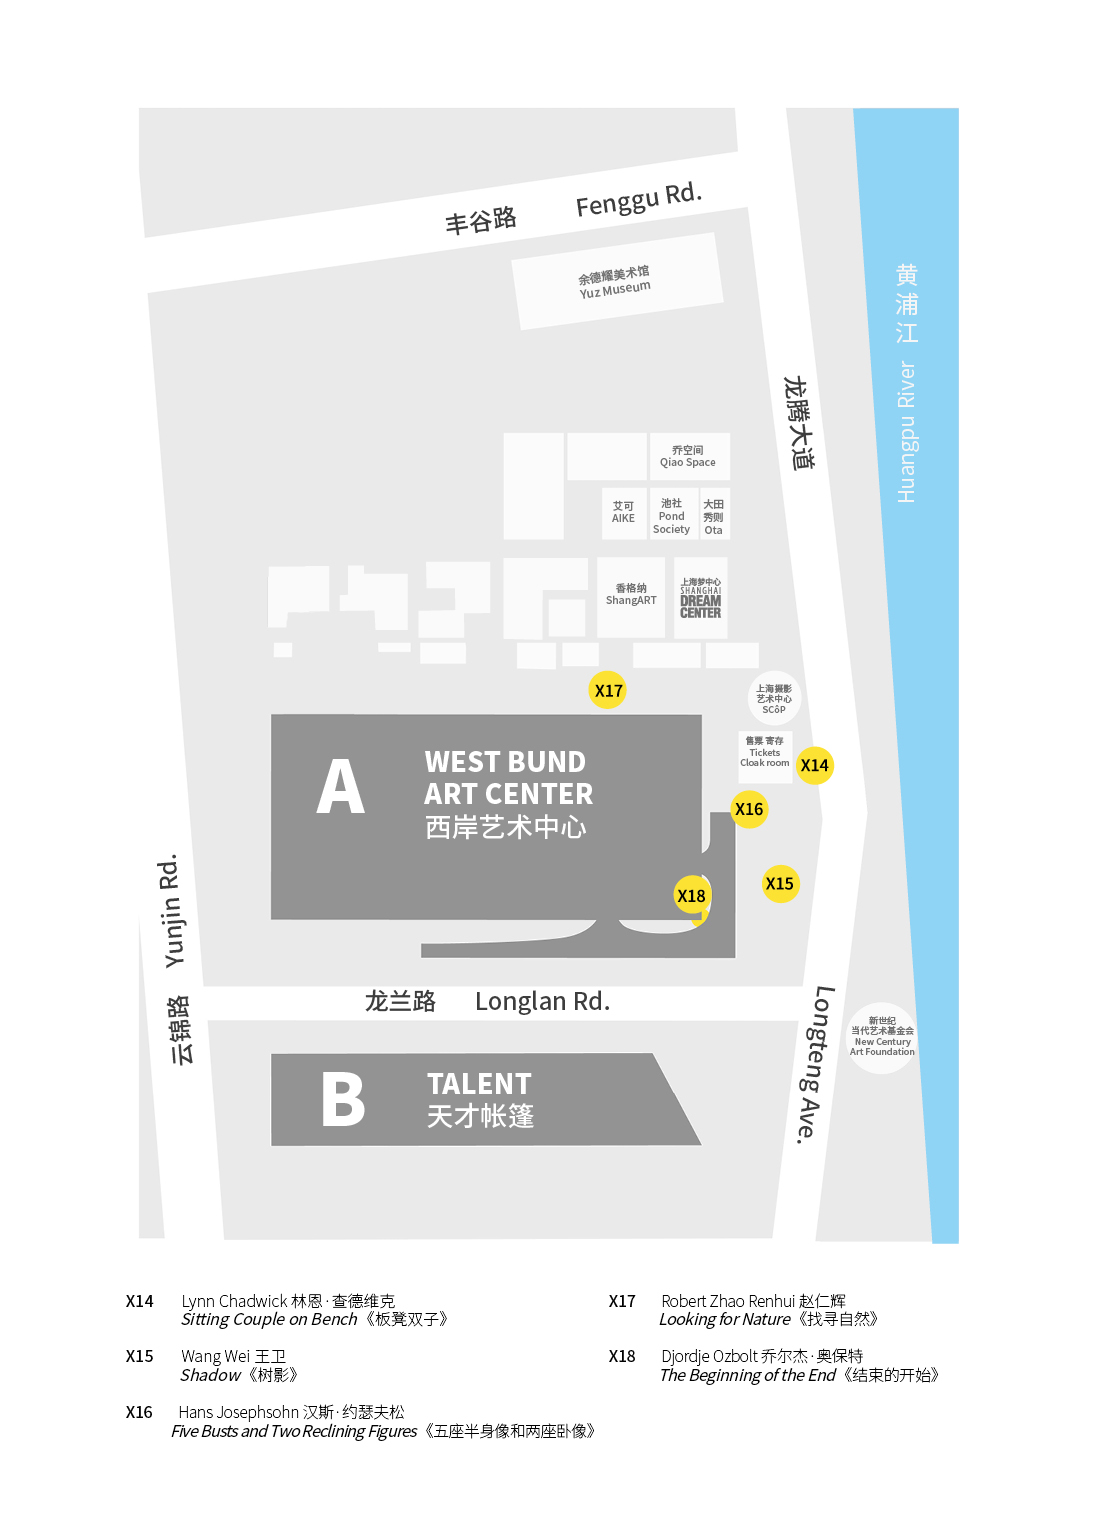 丰谷路 Fenggu Rd.
余德耀美术馆
Yuz Museum
黄浦江 Huangpu River
龙腾大道
乔空间
Qiao Space
艾可
AIKE
池社
Pond
Society
大田
秀则
Ota
香格纳
ShangART
上海梦中心
SHANGHAI
DREAM
CENTER
X17
上海摄影
艺术中心
SCôP
售票 寄存
Tickets
Cloak room
X14
A
WEST BUND
ART CENTER
西岸艺术中心
X16
X15
X18
云锦路 Yunjin Rd.
龙兰路 Longlan Rd.
Longteng Ave.
新世纪
当代艺术基金会
New Century
Art Foundation
B
TALENT
天才帐篷
X14 Lynn Chadwick 林恩·查德维克
Sitting Couple on Bench《板凳双子》
X15 Wang Wei 王卫
Shadow《树影》
X16 Hans Josephsohn 汉斯·约瑟夫松
Five Busts and Two Reclining Figures《五座半身像和两座卧像》
X17 Robert Zhao Renhui 赵仁辉
Looking for Nature《找寻自然》
X18 Djordje Ozbolt 乔尔杰·奥保特
The Beginning of the End《结束的开始》